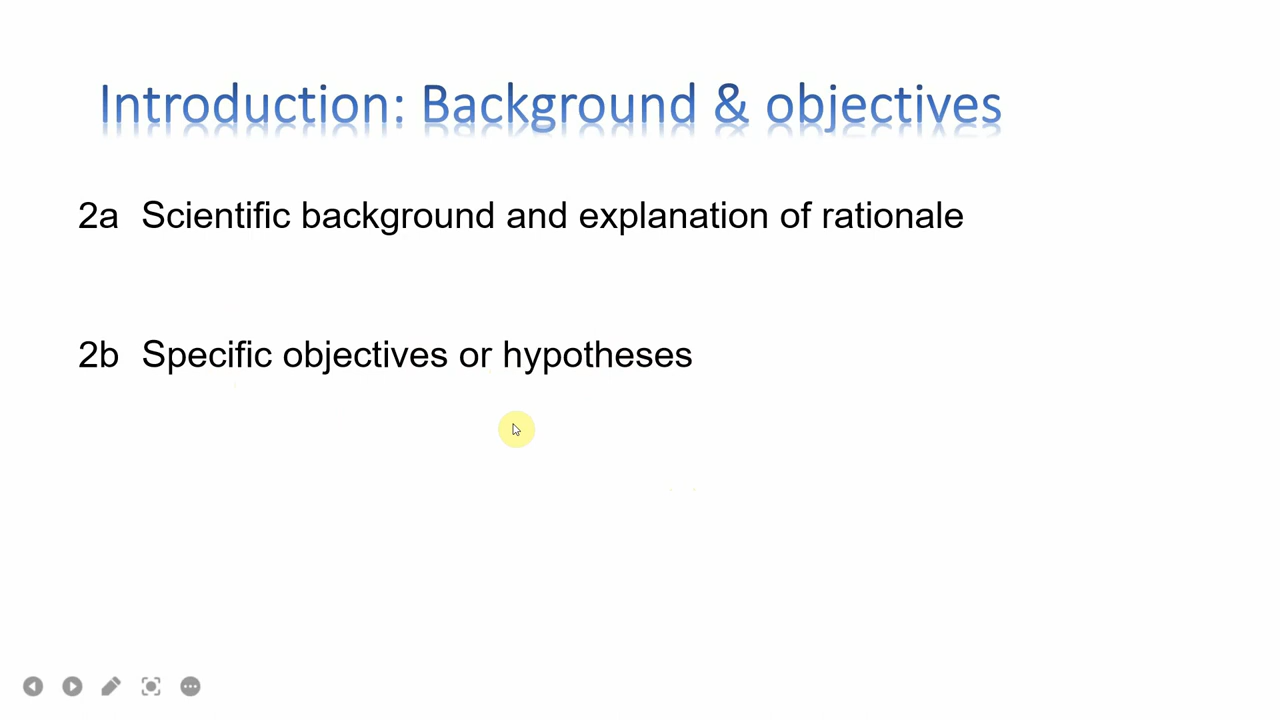 Introduction: Background & objectives
2a Scientific background and explanation of rationale
2b Specific objectives or hypotheses